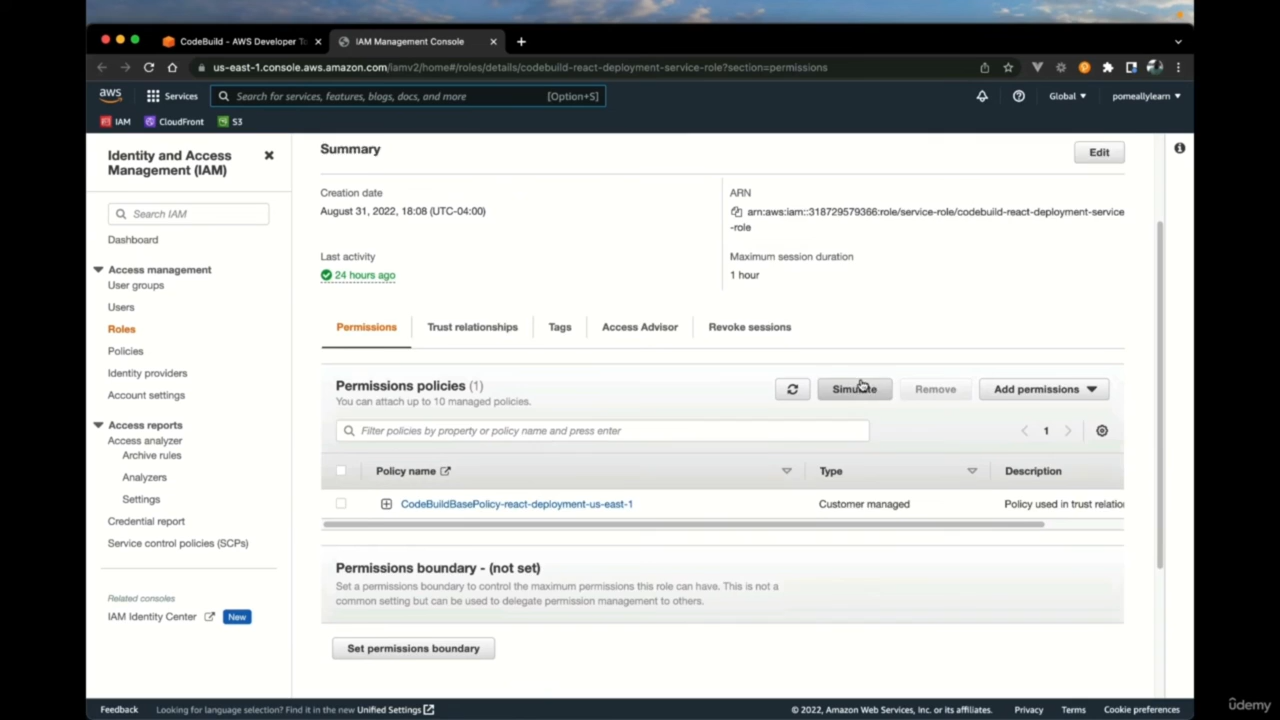 CodeBuild - AWS Developer To
IAM Management Console
us-east-1.console.aws.amazon.com/iamv2/home#/roles/details/codebuild-react-deployment-service-role?section=permissions
aws
Services
Search for services, features, blogs, docs, and more
[Option+S]
Global
pomeallylearn
IAM
CloudFront
S3
Identity and Access
Management (IAM)
Search IAM
Dashboard
Access management
User groups
Users
Roles
Policies
Identity providers
Account settings
Access reports
Access analyzer
Archive rules
Analyzers
Settings
Credential report
Service control policies (SCPs)
Related consoles
IAM Identity Center
New
Summary
Edit
Creation date
August 31, 2022, 18:08 (UTC-04:00)
ARN
arn:aws:iam::318729579366:role/service-role/codebuild-react-deployment-service
-role
Last activity
24 hours ago
Maximum session duration
1 hour
Permissions
Trust relationships
Tags
Access Advisor
Revoke sessions
Permissions policies (1)
You can attach up to 10 managed policies.
Simulate
Remove
Add permissions
Filter policies by property or policy name and press enter
1
Policy name
Type
Description
CodeBuildBasePolicy-react-deployment-us-east-1
Customer managed
Policy used in trust relation
Permissions boundary - (not set)
Set a permissions boundary to control the maximum permissions this role can have. This is not a
common setting but can be used to delegate permission management to others.
Set permissions boundary
Feedback
Looking for language selection? Find it in the new Unified Settings
© 2022, Amazon Web Services, Inc. or its affiliates.
Privacy
Terms
Cookie preferences
ûdemy